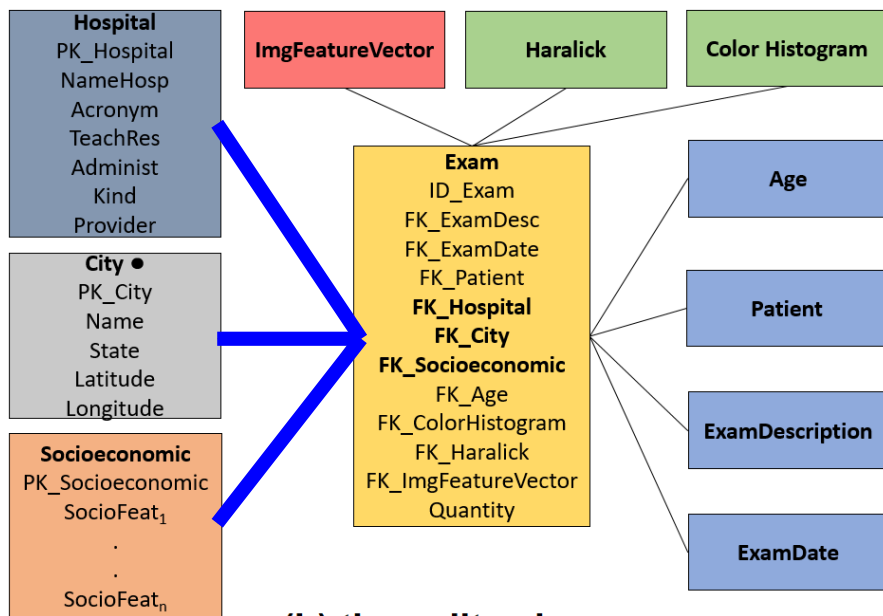 Hospital
PK_Hospital
NameHosp
Acronym
TeachRes
Administ
Kind
Provider
City ●
PK_City
Name
State
Latitude
Longitude
Socioeconomic
PK_Socioeconomic
SocioFeat₁
.
.
SocioFeatₙ
ImgFeatureVector
Haralick
Color Histogram
Exam
ID_Exam
FK_ExamDesc
FK_ExamDate
FK_Patient
FK_Hospital
FK_City
FK_Socioeconomic
FK_Age
FK_ColorHistogram
FK_Haralick
FK_ImgFeatureVector
Quantity
Age
Patient
ExamDescription
ExamDate